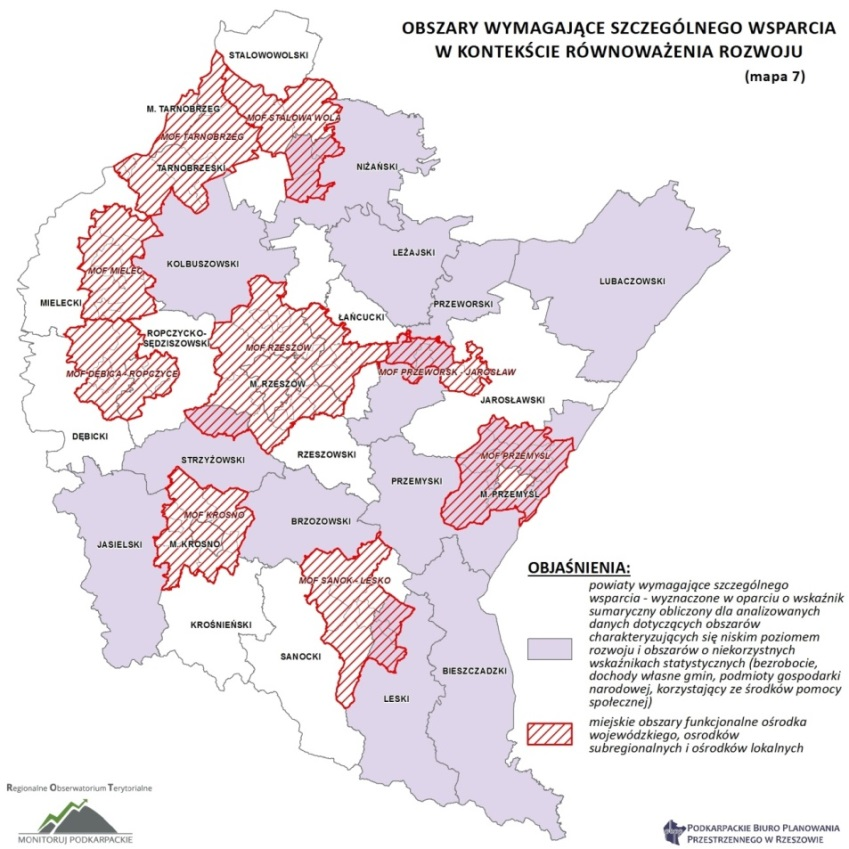 OBSZARY WYMAGAJĄCE SZCZEGÓLNEGO WSPARCIA
W KONTEKŚCIE RÓWNOWAŻENIA ROZWOJU
(mapa 7)
STALOWOWOLSKI
M. TARNOBRZEG
MOF STALOWA WOLA
MOF TARNOBRZEG
TARNOBRZESKI
NIŻAŃSKI
KOLBUSZOWSKI
LEŻAJSKI
MOF MIELEC
LUBACZOWSKI
MIELECKI
PRZEWORSKI
ŁAŃCUCKI
ROPCZYCKO-
SĘDZISZOWSKI
MOF RZESZÓW
MOF DĘBICA - ROPCZYCE
MOF PRZEWORSK - JAROSŁAW
M. RZESZÓW
JAROSŁAWSKI
DĘBICKI
RZESZOWSKI
MOF PRZEMYŚL
STRZYŻOWSKI
PRZEMYSKI
M. PRZEMYŚL
MOF KROSNO
BRZOZOWSKI
JASIELSKI
M. KROSNO
MOF SANOK - LESKO
KROŚNIEŃSKI
SANOCKI
BIESZCZADZKI
LESKI
OBJAŚNIENIA:
powiaty wymagające szczególnego
wsparcia - wyznaczone w oparciu o wskaźnik
sumaryczny obliczony dla analizowanych
danych dotyczących obszarów
charakteryzujących się niskim poziomem
rozwoju i obszarów o niekorzystnych
wskaźnikach statystycznych (bezrobocie,
dochody własne gmin, podmioty gospodarki
narodowej, korzystający ze środków pomocy
społecznej)
miejskie obszary funkcjonalne ośrodka
wojewódzkiego, osrodków
subregionalnych i ośrodków lokalnych
Regionalne Obserwatorium Terytorialne
MONITORUJ PODKARPACKIE
PODKARPACKIE BIURO PLANOWANIA
PRZESTRZENNEGO W RZESZOWIE